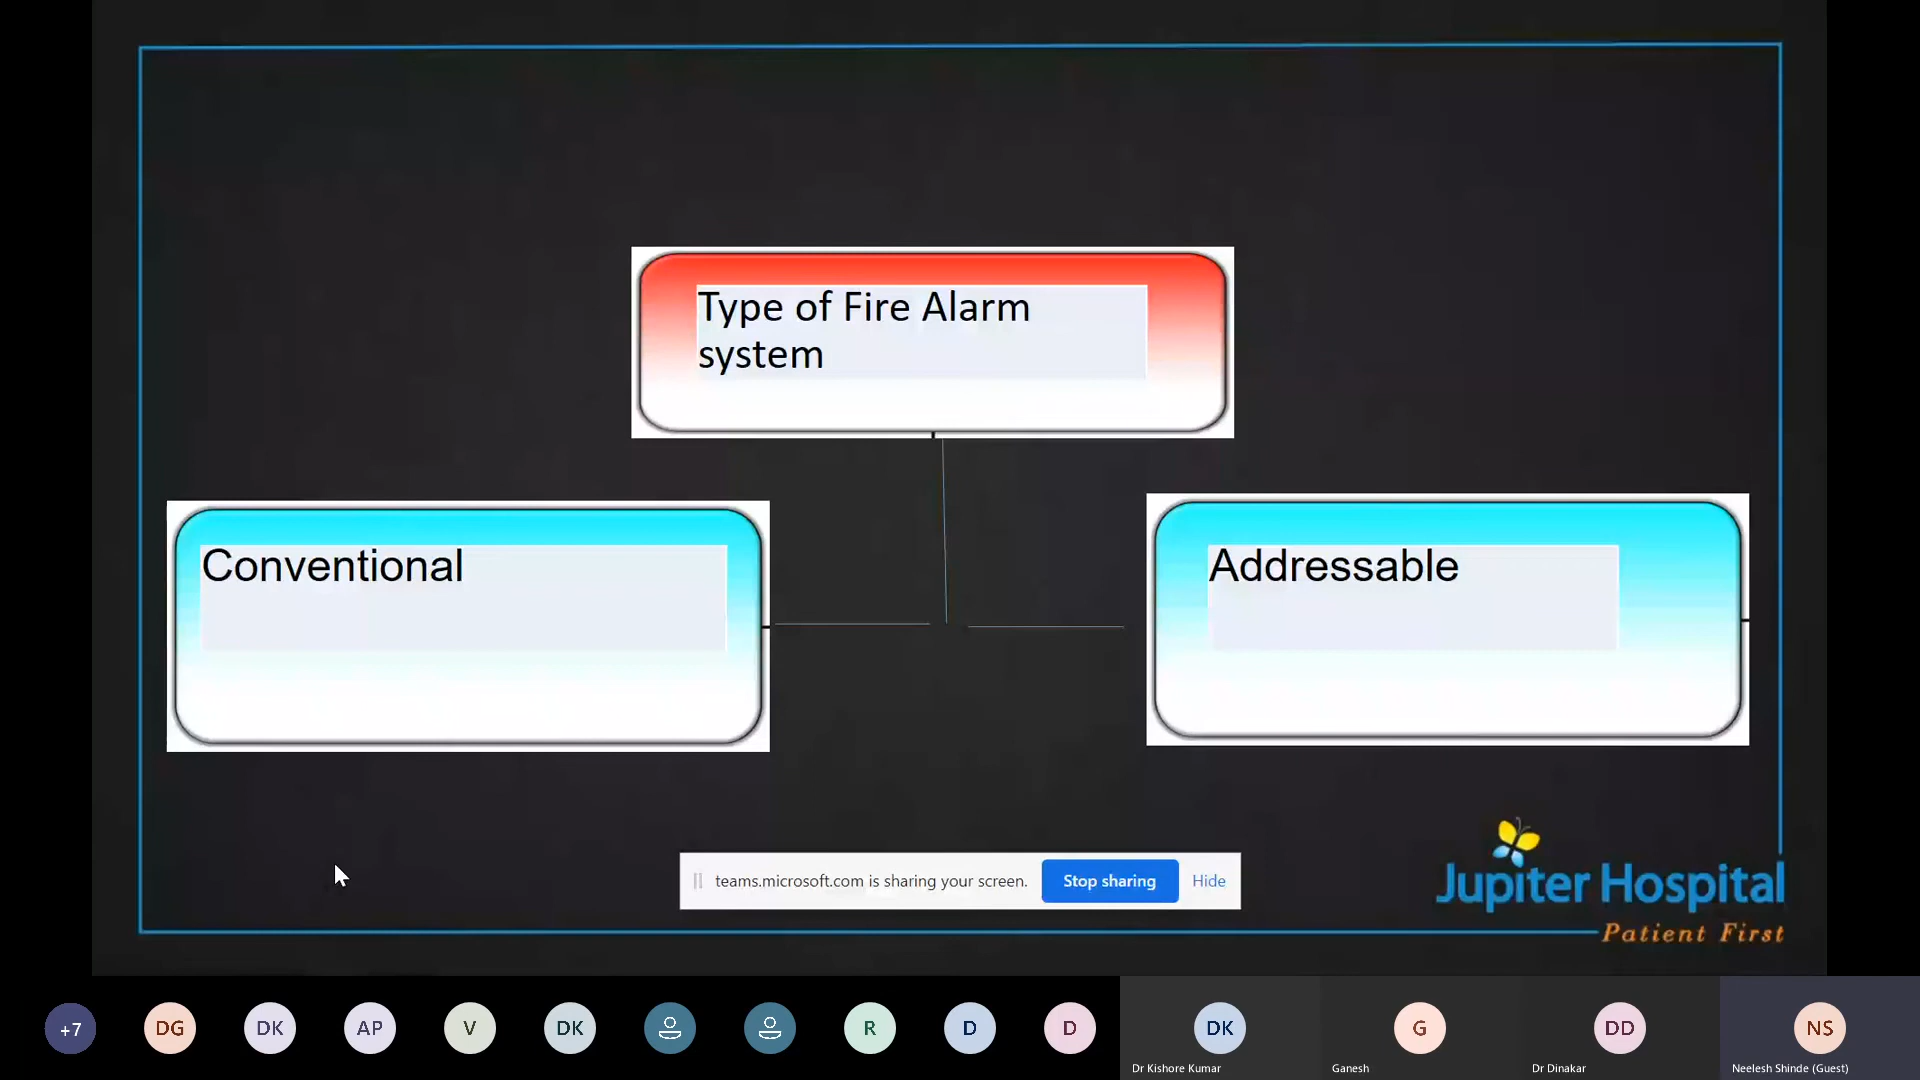 Type of Fire Alarm
system
Conventional
Addressable
teams.microsoft.com is sharing your screen.
Stop sharing
Hide
Jupiter Hospital
Patient First
+7
DG
DK
AP
V
DK
R
D
D
DK
G
DD
NS
Dr Kishore Kumar
Ganesh
Dr Dinakar
Neelesh Shinde (Guest)